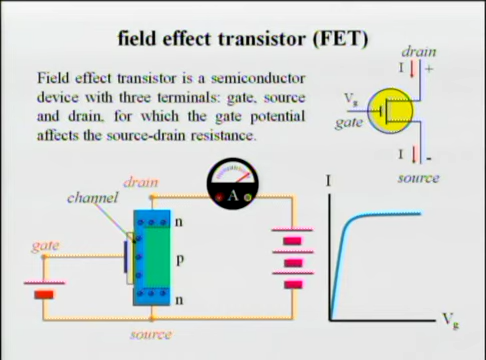 field effect transistor (FET)
Field effect transistor is a semiconductor
device with three terminals: gate, source
and drain, for which the gate potential
affects the source-drain resistance.
drain
I +
Vg
gate
I -
source
drain
channel
A
n
gate
p
n
source
I
Vg